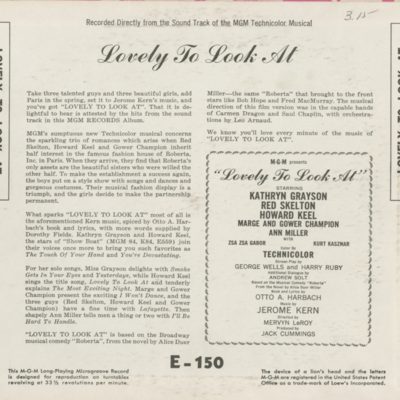 3.15
Recorded Directly from the Sound Track of the MGM Technicolor Musical
Lovely To Look At
Take three talented guys and three beautiful girls, add
Paris in the spring, set it to Jerome Kern's music, and
you've got "LOVELY TO LOOK AT". That it is de-
lightful to hear is attested by the hits from the sound
track in this MGM RECORDS Album.
MGM's sumptuous new Technicolor musical concerns
the sparkling trio of romances which arise when Red
Skelton, Howard Keel and Gower Champion inherit
half interest in the famous fashion house of Roberta,
Inc. in Paris. When they arrive, they find that Roberta's
only assets are the beautiful sisters who were willed the
other half. To make the establishment a success again,
the boys put on a style show with songs and dances and
gorgeous costumes. Their musical fashion display is a
triumph, and the girls decide to make the partnership
permanent.
What sparks "LOVELY TO LOOK AT" most of all is
the aforementioned Kern music, spiced by Otto A. Har-
bach's book and lyrics, with more words supplied by
Dorothy Fields. Kathryn Grayson and Howard Keel,
the stars of "Show Boat" (MGM 84, K84, E559) join
their voices once more to bring you such favorites as
The Touch Of Your Hand and You're Devastating.
For her solo songs, Miss Grayson delights with Smoke
Gets In Your Eyes and Yesterdays, while Howard Keel
sings the title song, Lovely To Look At and tenderly
explains The Most Exciting Night. Marge and Gower
Champion present the exciting I Won't Dance, and the
three guys (Red Skelton, Howard Keel and Gower
Champion) have a fine time with Lafayette. Then
shapely Ann Miller tells mom a thing or two with I'll Be
Hard To Handle.
"LOVELY TO LOOK AT" is based on the Broadway
musical comedy "Roberta", from the novel by Alice Duer
Miller—the same "Roberta" that brought to the front
stars like Bob Hope and Fred MacMurray. The musical
direction of this film version was in the capable hands
of Carmen Dragon and Saul Chaplin, with orchestra-
tions by Leo Arnaud.
We know you'll love every minute of the music of
"LOVELY TO LOOK AT".
M-G-M presents
"Lovely To Look At"
STARRING
KATHRYN GRAYSON
RED SKELTON
HOWARD KEEL
MARGE AND GOWER CHAMPION
ANN MILLER
WITH
ZSA ZSA GABOR KURT KASZNAR
Color by
TECHNICOLOR
Screen Play by
GEORGE WELLS and HARRY RUBY
Additional Dialogue by
ANDREW SOLT
Based on the Musical Comedy "Roberta"
From the Novel by Alice Duer Miller
Book and Lyrics by
OTTO A. HARBACH
Music by
JEROME KERN
Directed by
MERVYN LeROY
Produced by
JACK CUMMINGS
E-150
This M-G-M Long-Playing Microgroove Record
is designed for reproduction on turntables
revolving at 33⅓ revolutions per minute.
The device of a lion's head and the letters
M-G-M are registered in the United States Patent
Office as a trade-mark of Loew's Incorporated.
LOVELY TO LOOK AT
LOVELY TO LOOK AT